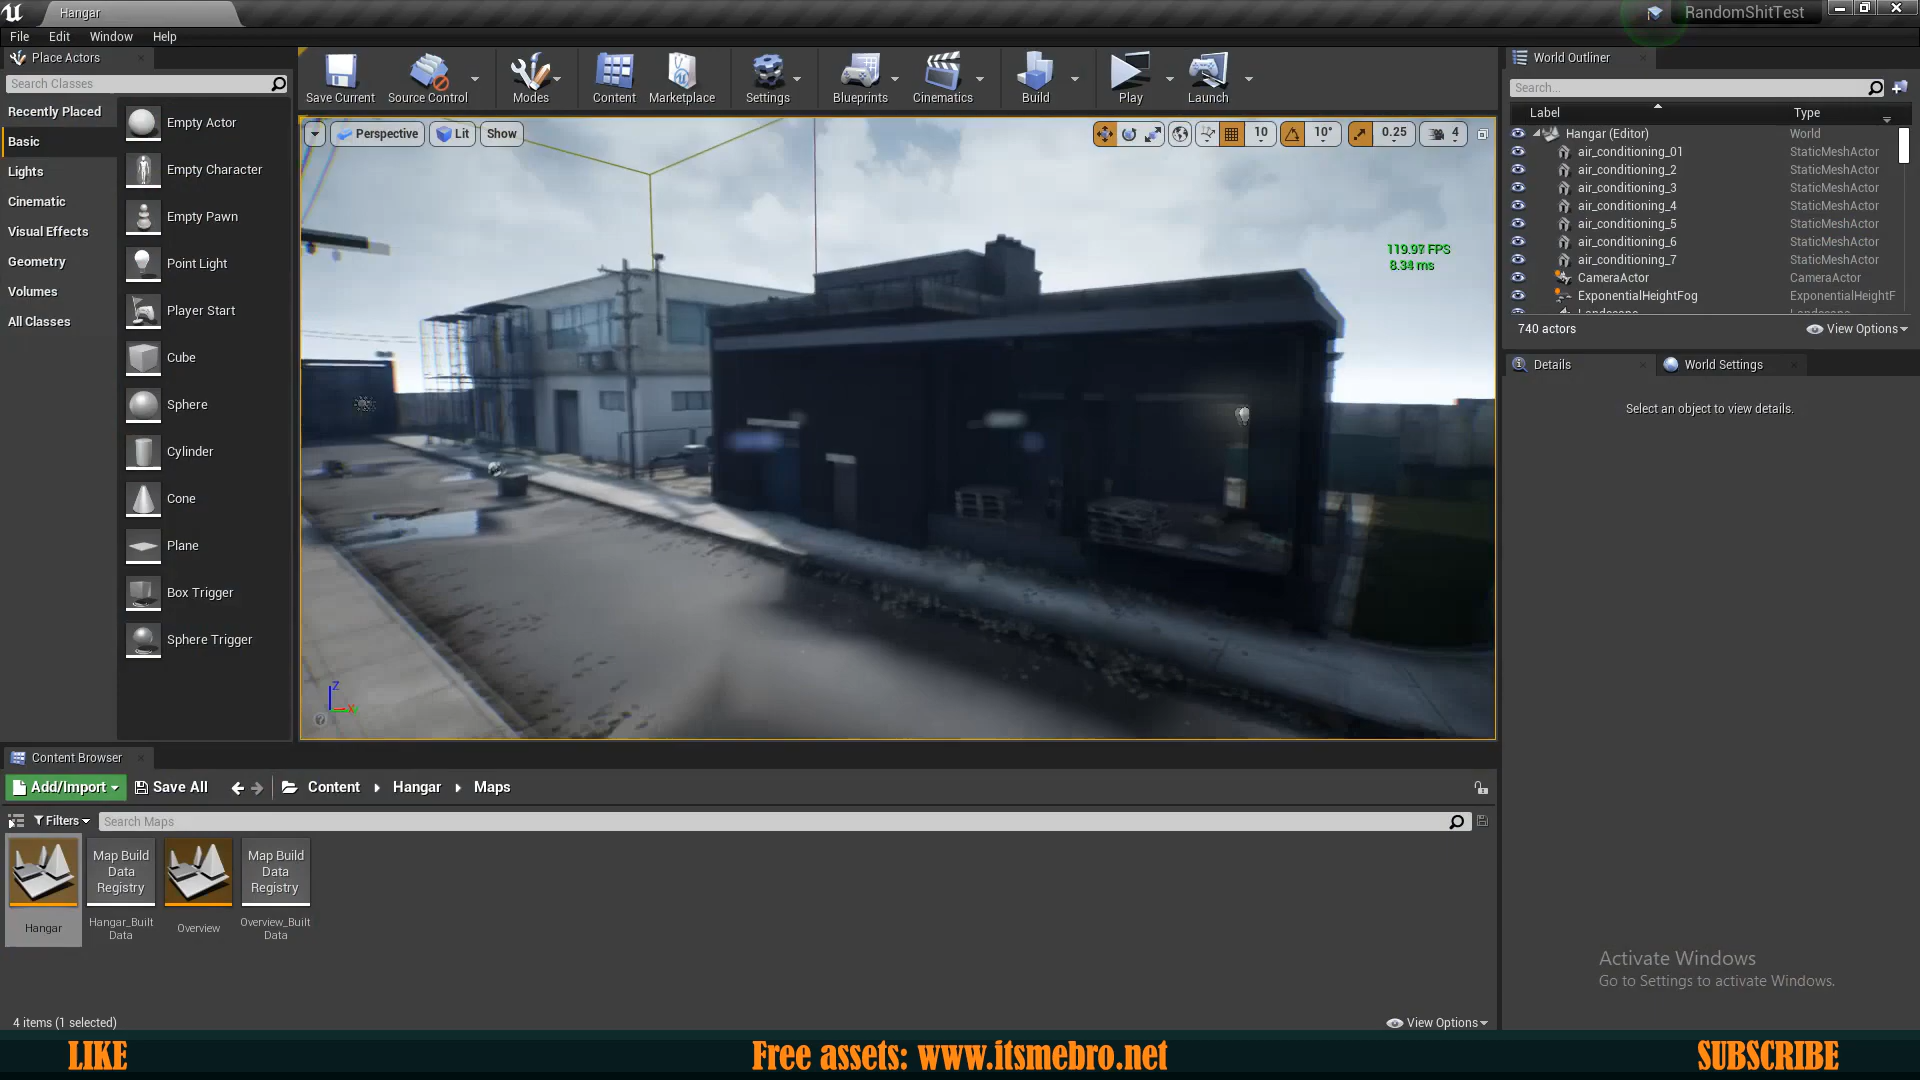 Hangar
RandomShitTest
File Edit Window Help
Place Actors
Search Classes
Recently Placed
Basic
Lights
Cinematic
Visual Effects
Geometry
Volumes
All Classes
Empty Actor
Empty Character
Empty Pawn
Point Light
Player Start
Cube
Sphere
Cylinder
Cone
Plane
Box Trigger
Sphere Trigger
Save Current Source Control Modes Content Marketplace Settings Blueprints Cinematics Build Play Launch
Perspective Lit Show 10 10° 0.25 4
119.97 FPS
8.34 ms
Z
X
World Outliner
Search...
Label Type
Hangar (Editor) World
air_conditioning_01 StaticMeshActor
air_conditioning_2 StaticMeshActor
air_conditioning_3 StaticMeshActor
air_conditioning_4 StaticMeshActor
air_conditioning_5 StaticMeshActor
air_conditioning_6 StaticMeshActor
air_conditioning_7 StaticMeshActor
CameraActor CameraActor
ExponentialHeightFog ExponentialHeightF
740 actors View Options
Details World Settings
Select an object to view details.
Content Browser
Add/Import Save All Content Hangar Maps
Filters Search Maps
Map Build
Data
Registry
Map Build
Data
Registry
Hangar
Hangar_Built
Data
Overview
Overview_Built
Data
4 items (1 selected) View Options
Activate Windows
Go to Settings to activate Windows.
LIKE Free assets: www.itsmebro.net SUBSCRIBE